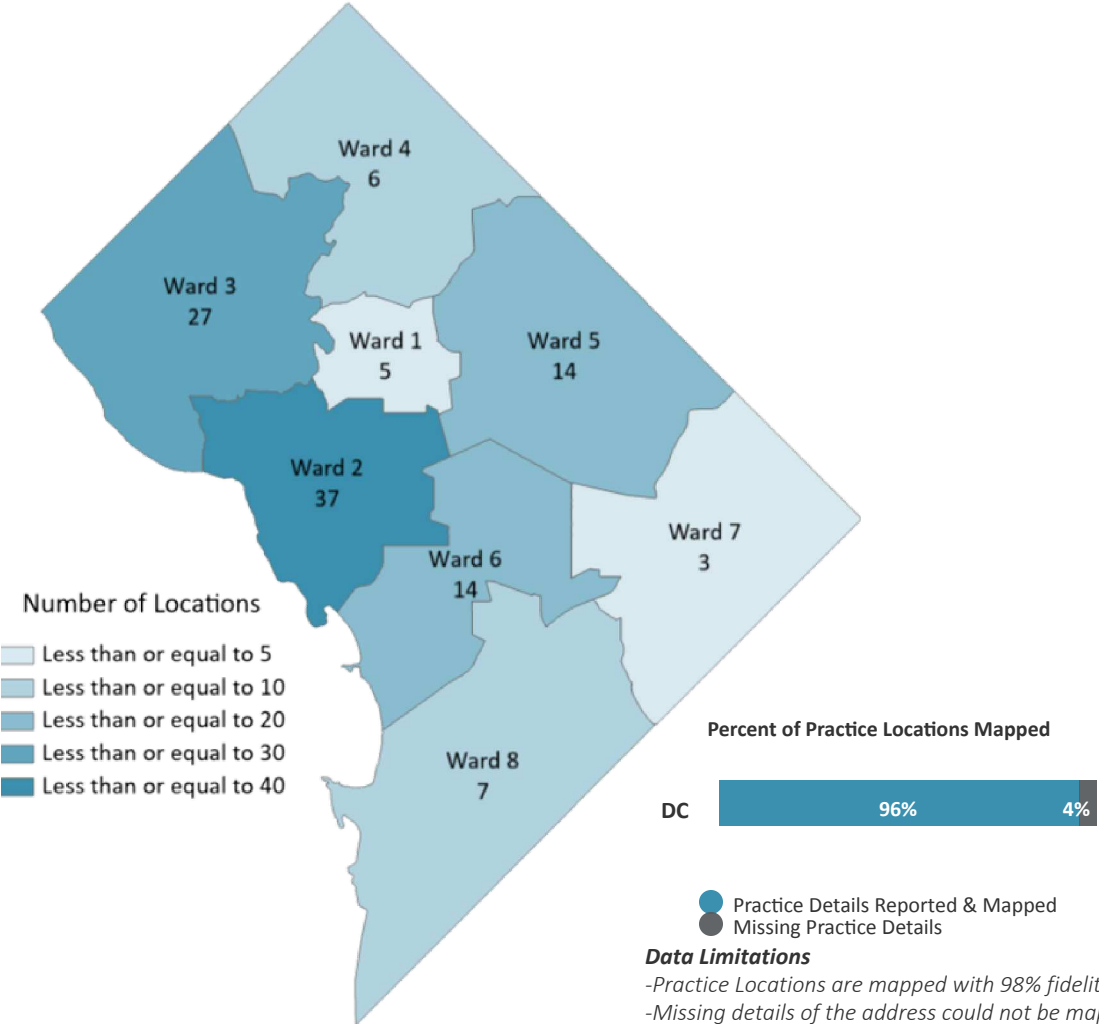 Ward 4
6
Ward 3
27
Ward 1
5
Ward 5
14
Ward 2
37
Ward 7
3
Ward 6
14
Number of Locations
Less than or equal to 5
Less than or equal to 10
Less than or equal to 20
Less than or equal to 30
Less than or equal to 40
Ward 8
7
Percent of Practice Locations Mapped
DC 96% 4%
Practice Details Reported & Mapped
Missing Practice Details
Data Limitations
-Practice Locations are mapped with 98% fidelit
-Missing details of the address could not be ma